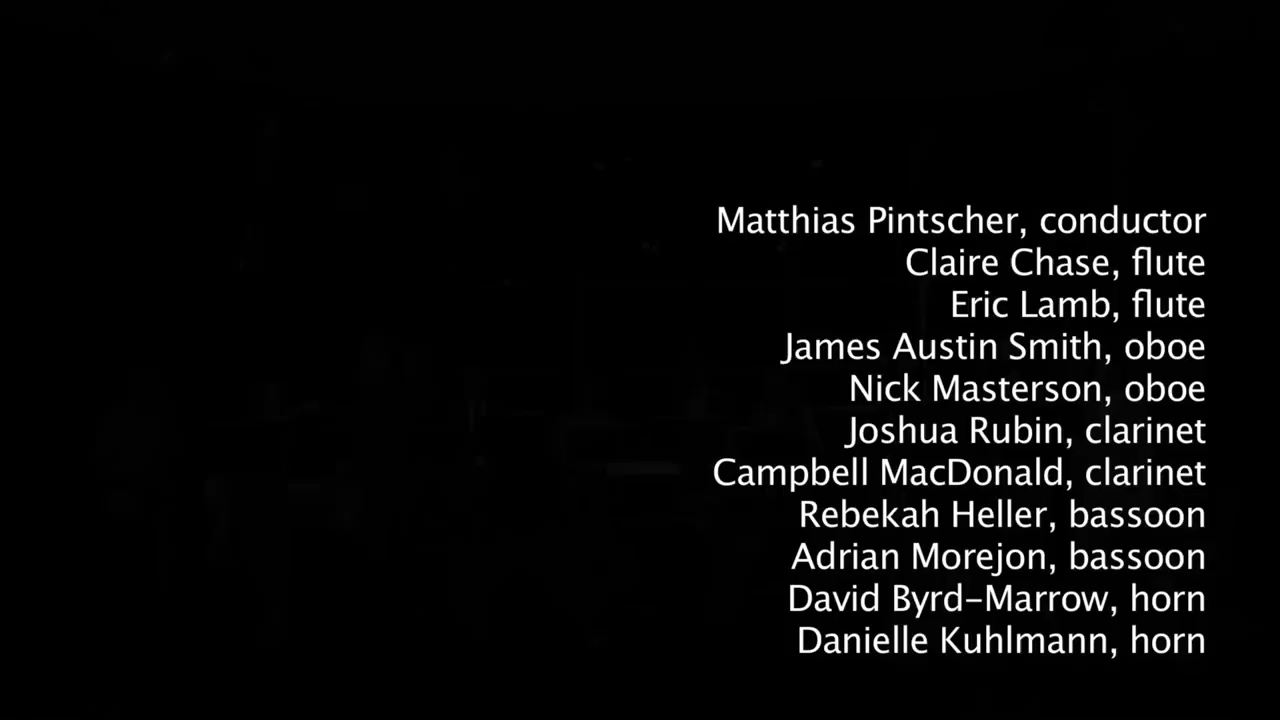 Matthias Pintscher, conductor
Claire Chase, flute
Eric Lamb, flute
James Austin Smith, oboe
Nick Masterson, oboe
Joshua Rubin, clarinet
Campbell MacDonald, clarinet
Rebekah Heller, bassoon
Adrian Morejon, bassoon
David Byrd-Marrow, horn
Danielle Kuhlmann, horn